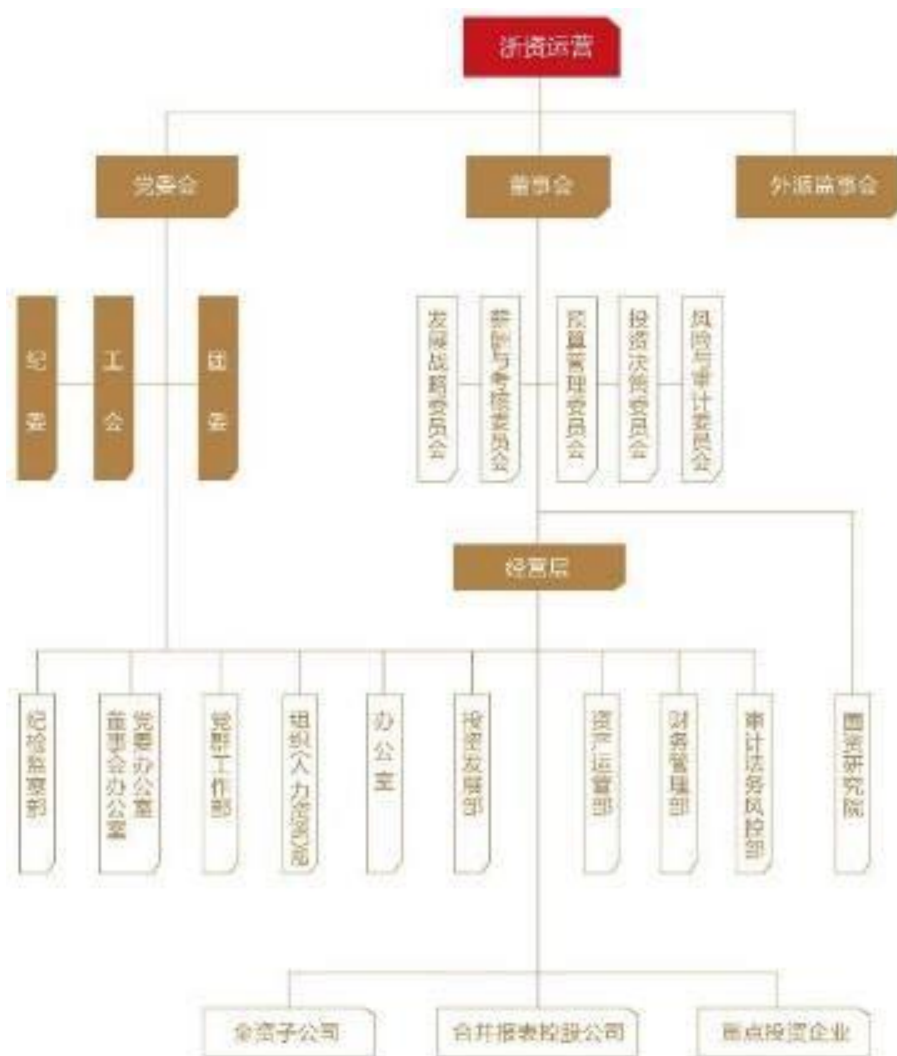 浙资运营
党委会
董事会
外派监事会
纪委
工会
团委
发展战略委员会
薪酬与考核委员会
预算管理委员会
投资决策委员会
风险与审计委员会
经营层
纪检监察部
党委办公室
董事会办公室
党群工作部
组织(人力资源)部
办公室
投资发展部
资产运营部
财务管理部
审计法务风控部
国资研究院
全资子公司
合并报表控股公司
重点投资企业